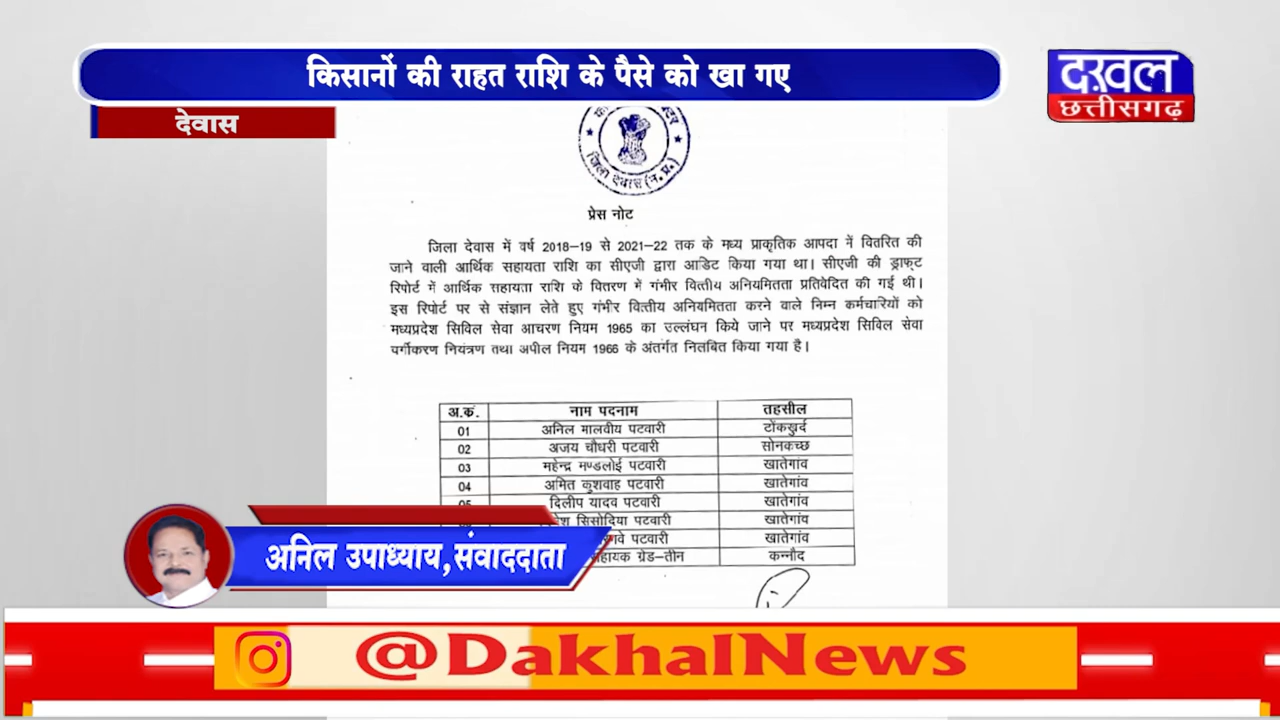 किसानों की राहत राशि के पैसे को खा गए
दखल
छत्तीसगढ़
देवास
जिला देवास (म. प्र.)
प्रेस नोट
जिला देवास में वर्ष 2018–19 से 2021–22 तक के मध्य प्राकृतिक आपदा में वितरित की
जाने वाली आर्थिक सहायता राशि का सीएजी द्वारा आडिट किया गया था। सीएजी की ड्राफ्ट
रिपोर्ट में आर्थिक सहायता राशि के वितरण में गंभीर वित्तीय अनियमितता प्रतिवेदित की गई थी।
इस रिपोर्ट पर से संज्ञान लेते हुए गंभीर वित्तीय अनियमितता करने वाले निम्न कर्मचारियों को
मध्यप्रदेश सिविल सेवा आचरण नियम 1965 का उल्लंघन किये जाने पर मध्यप्रदेश सिविल सेवा
वर्गीकरण नियंत्रण तथा अपील नियम 1966 के अंतर्गत निलंबित किया गया है।
अ.क्र. नाम पदनाम तहसील
01 अनिल मालवीय पटवारी टोंकखुर्द
02 अजय चौधरी पटवारी सोनकच्छ
03 महेन्द्र मण्डलोई पटवारी खातेगांव
04 अमित कुशवाह पटवारी खातेगांव
05 दिलीप यादव पटवारी खातेगांव
सिसोदिया पटवारी खातेगांव
पटवारी खातेगांव
ग्रेड–तीन कन्नौद
अनिल उपाध्याय,संवाददाता
@DakhalNews